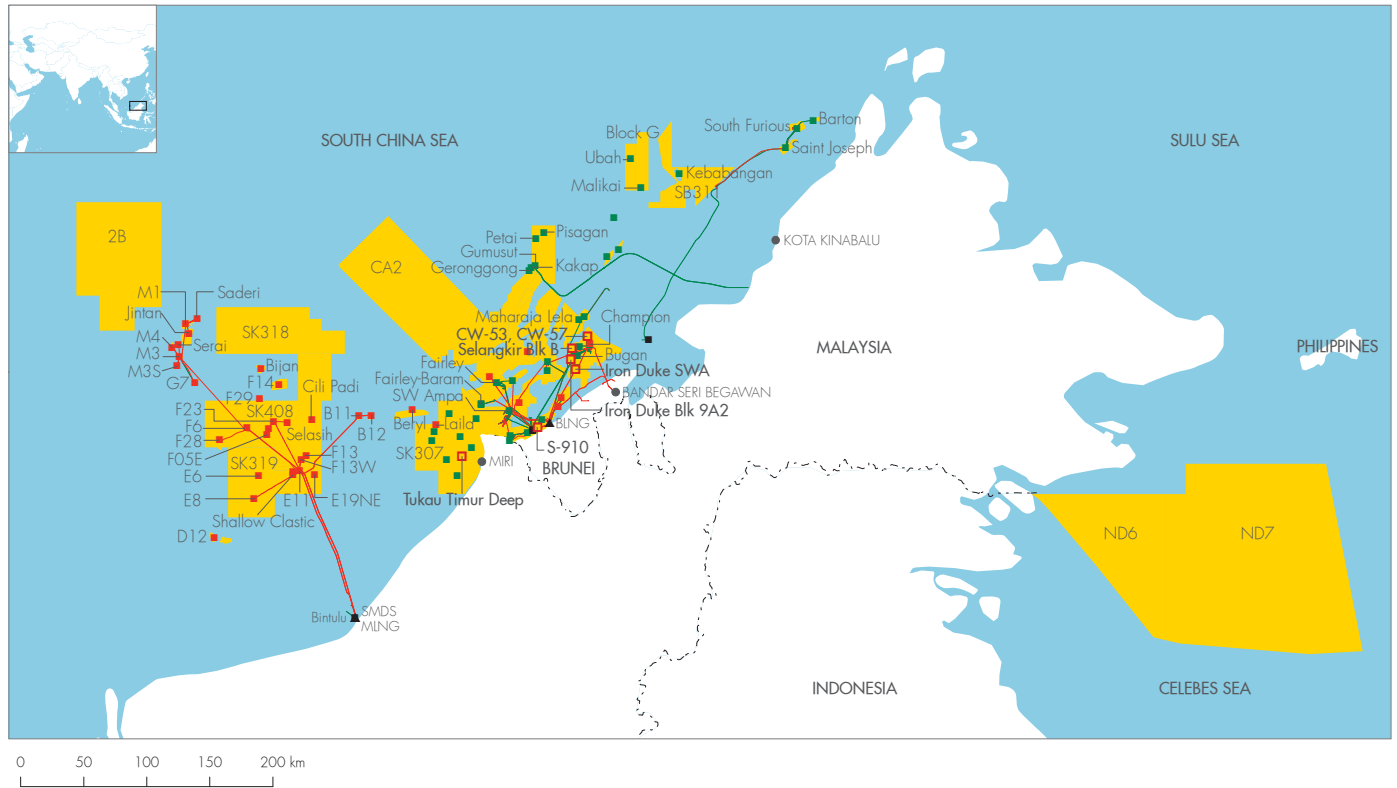 Barton
South Furious
Block G
SOUTH CHINA SEA
SULU SEA
Saint Joseph
Ubah
Kebabangan
Malikai
SB311
2B
Pisagan
Petai
KOTA KINABALU
Gumusut
CA2
Kakap
Geronggong
M1
Saderi
Jintan
Maharaja Lela
Champion
SK318
CW-53, CW-57
M4
Serai
Selangkir Blk B
MALAYSIA
PHILIPPINES
M3
Bugan
Bijan
Fairley
M3S
Iron Duke SWA
G7
F14
Cili Padi
Fairley-Baram
BANDAR SERI BEGAWAN
F29
SW Ampa
F23
SK408
B11
Iron Duke Blk 9A2
F6
Selasih
B12
Beryl
Laila
BLNG
F28
F05E
F13
SK307
S-910
SK319
F13W
MIRI
BRUNEI
E6
E8
E11
E19NE
Tukau Timur Deep
Shallow Clastic
ND6
ND7
D12
Bintulu
SMDS
MLNG
INDONESIA
CELEBES SEA
0 50 100 150 200 km